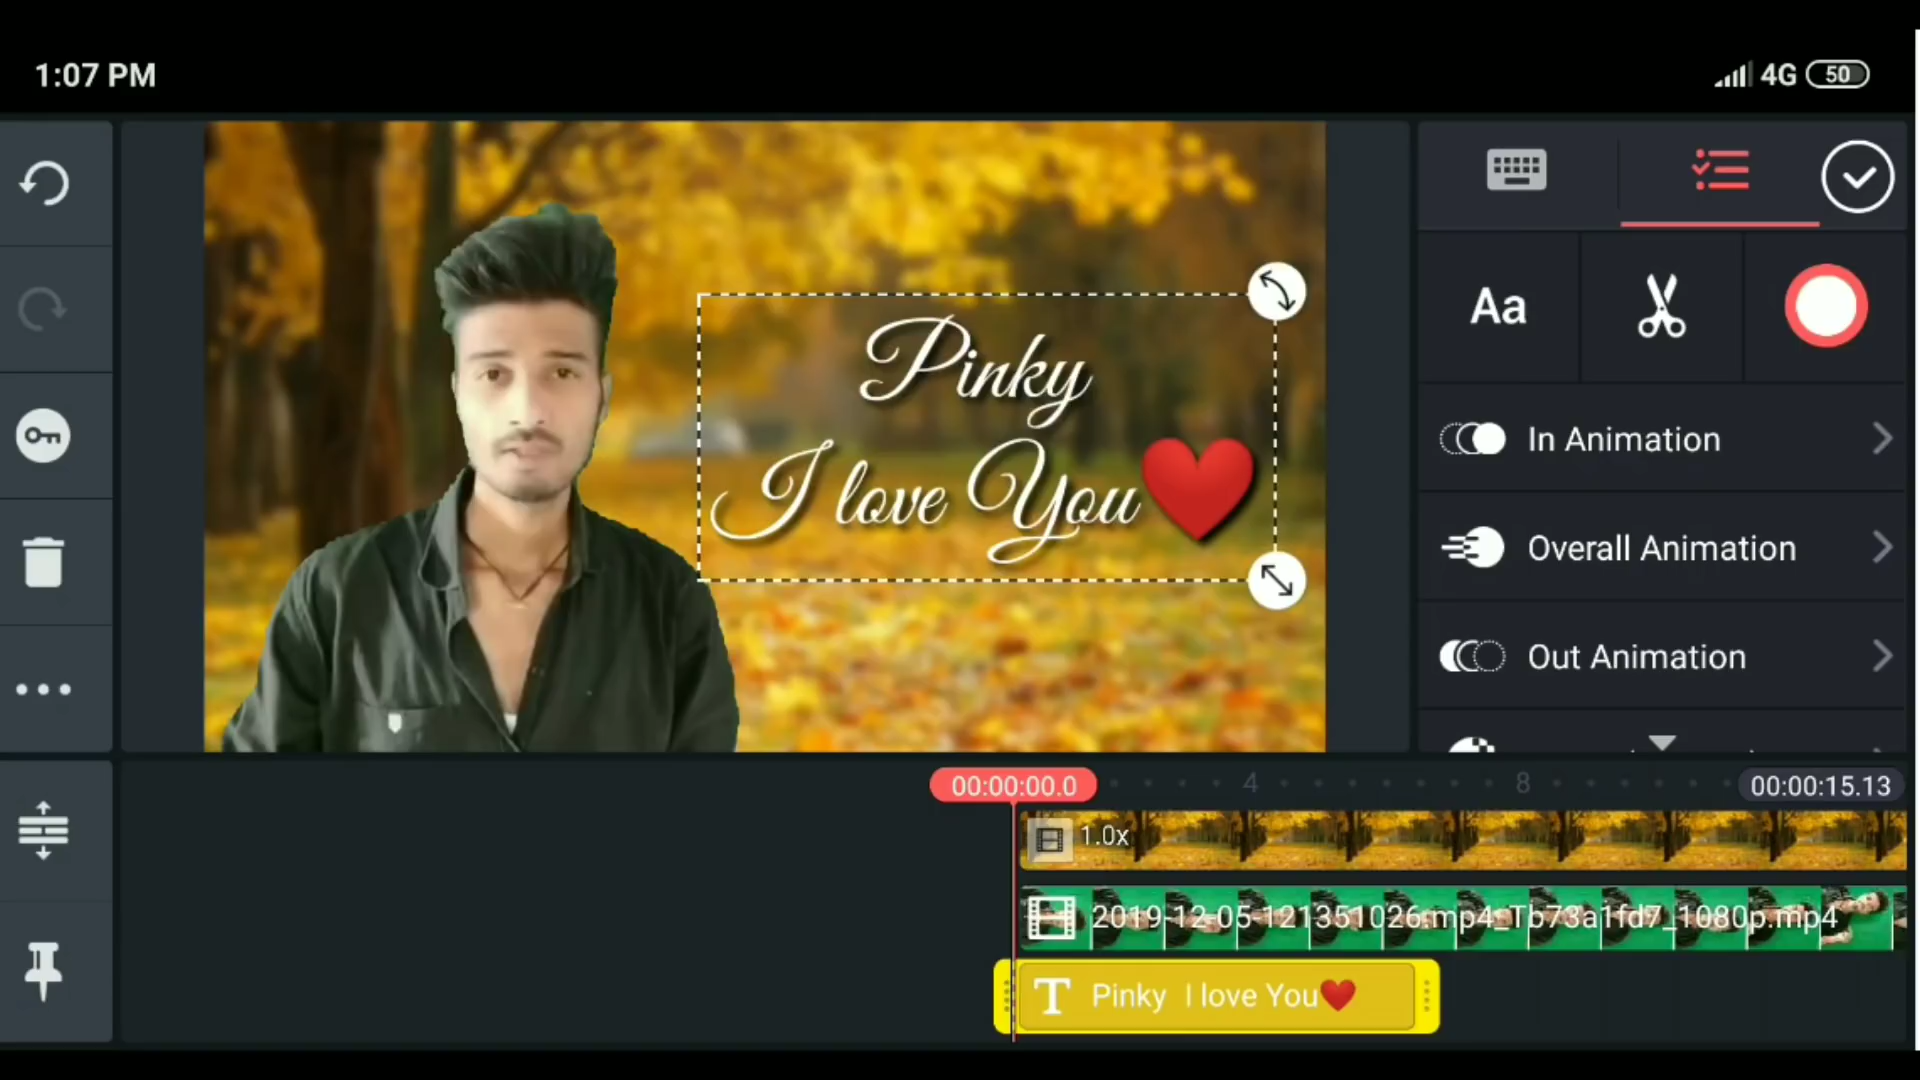 1:07 PM
4G 50
Pinky
I love You❤️
Aa
In Animation
Overall Animation
Out Animation
00:00:00.0
4
8
00:00:15.13
1.0x
2019-12-05-121351026.mp4_Tb73a1fd7_1080p.mp4
T Pinky I love You❤️